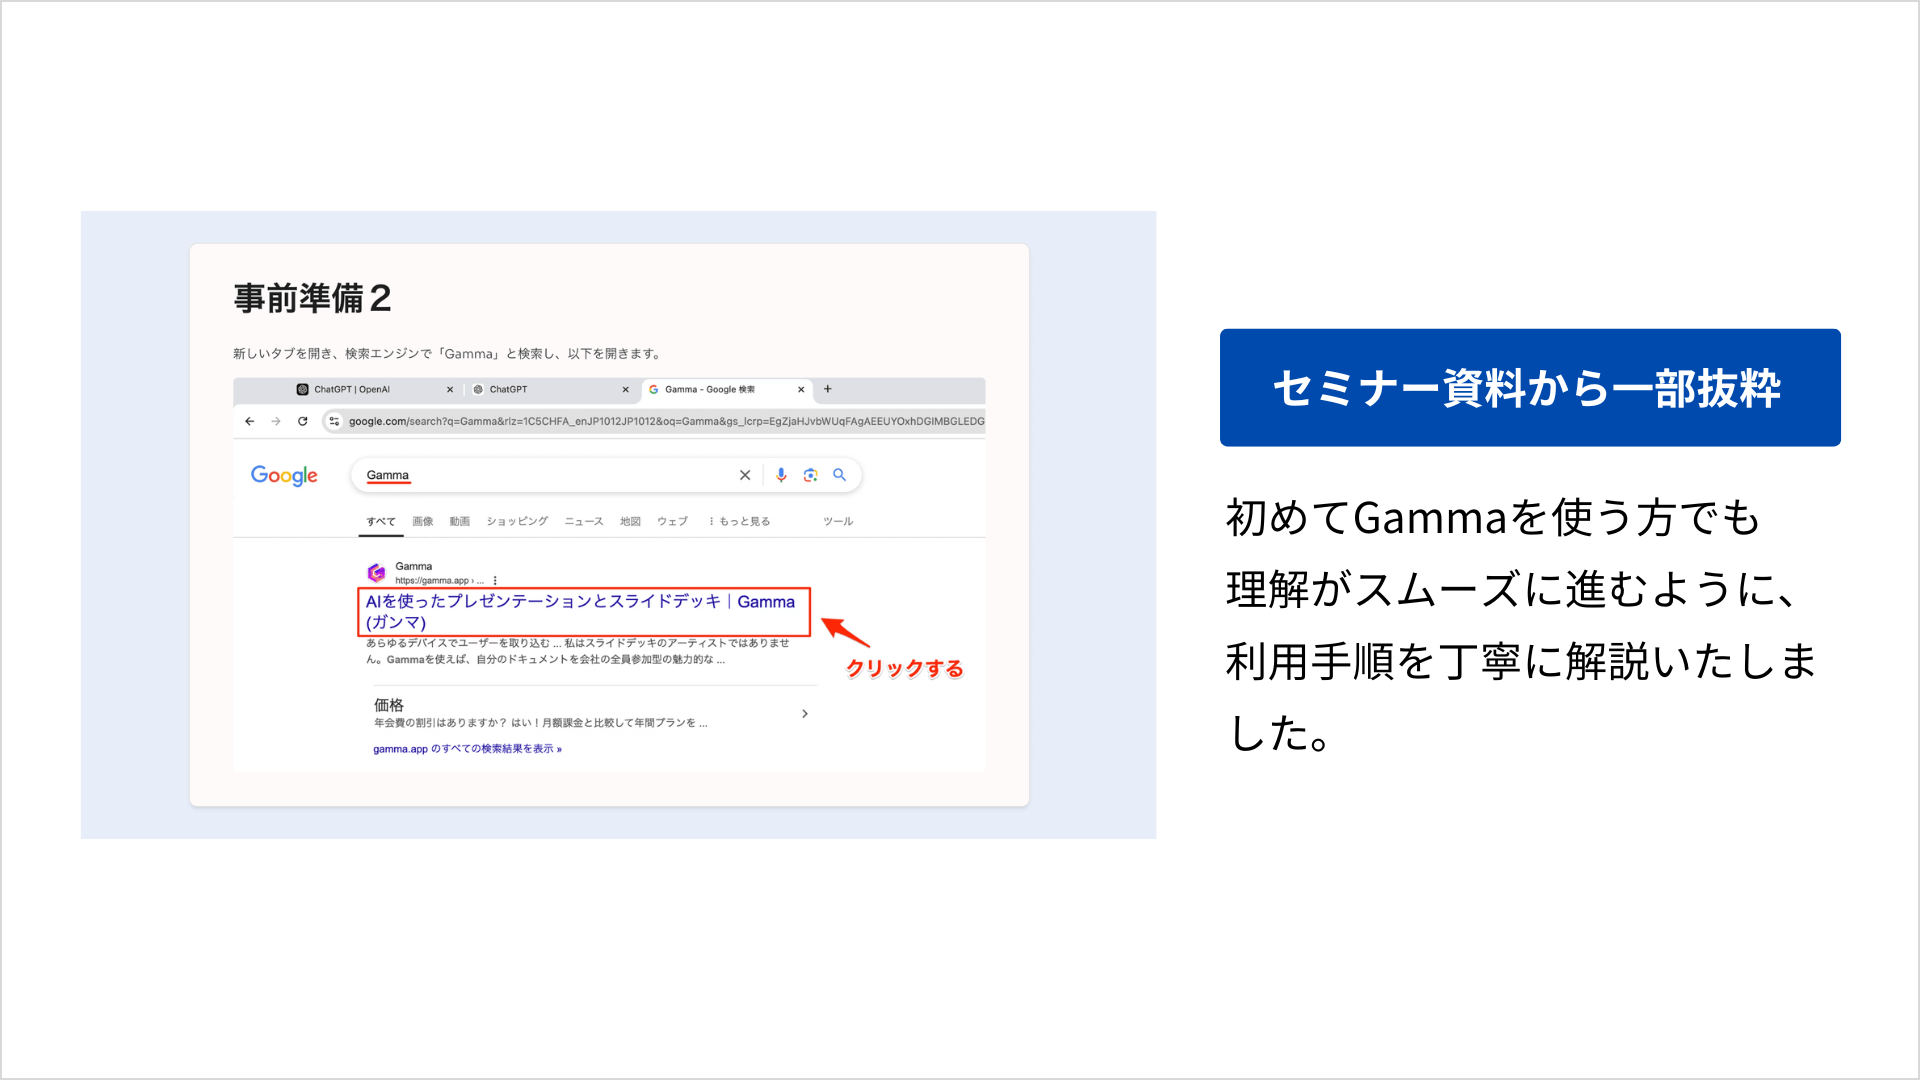 事前準備２
新しいタブを開き、検索エンジンで「Gamma」と検索し、以下を開きます。
ChatGPT | OpenAI
ChatGPT
Gamma - Google 検索
google.com/search?q=Gamma&rlz=1C5CHFA_enJP1012JP1012&oq=Gamma&gs_lcrp=EgZjaHJvbWUqFAgAEEUYOxhDGIMBGLEDG
Google
Gamma
すべて 画像 動画 ショッピング ニュース 地図 ウェブ もっと見る ツール
Gamma
https://gamma.app › ...
AIを使ったプレゼンテーションとスライドデッキ｜Gamma
(ガンマ)
あらゆるデバイスでユーザーを取り込む ... 私はスライドデッキのアーティストではありませ
ん。Gammaを使えば、自分のドキュメントを会社の全員参加型の魅力的な ...
クリックする
価格
年会費の割引はありますか？ はい！月額課金と比較して年間プランを ...
gamma.app のすべての検索結果を表示 »
セミナー資料から一部抜粋
初めてGammaを使う方でも
理解がスムーズに進むように、
利用手順を丁寧に解説いたしま
した。